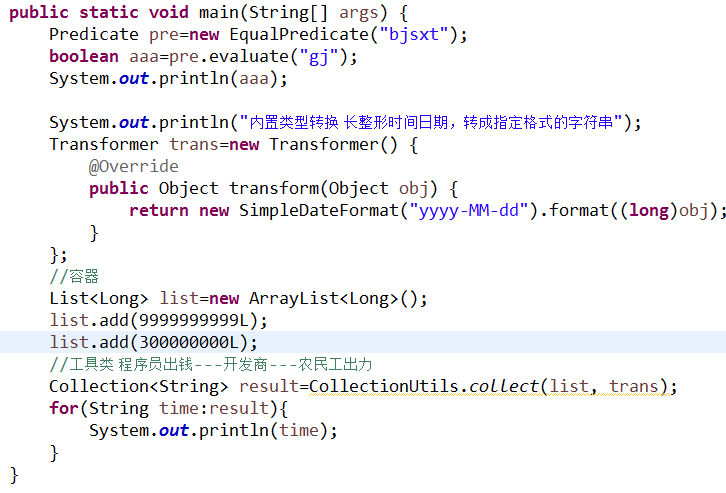 public static void main(String[] args) {
Predicate pre=new EqualPredicate("bjsxt");
boolean aaa=pre.evaluate("gj");
System.out.println(aaa);
System.out.println("内置类型转换 长整形时间日期，转成指定格式的字符串");
Transformer trans=new Transformer() {
@Override
public Object transform(Object obj) {
return new SimpleDateFormat("yyyy-MM-dd").format((long)obj);
}
};
//容器
List<Long> list=new ArrayList<Long>();
list.add(9999999999L);
list.add(300000000L);
//工具类 程序员出钱---开发商---农民工出力
Collection<String> result=CollectionUtils.collect(list, trans);
for(String time:result){
System.out.println(time);
}
}